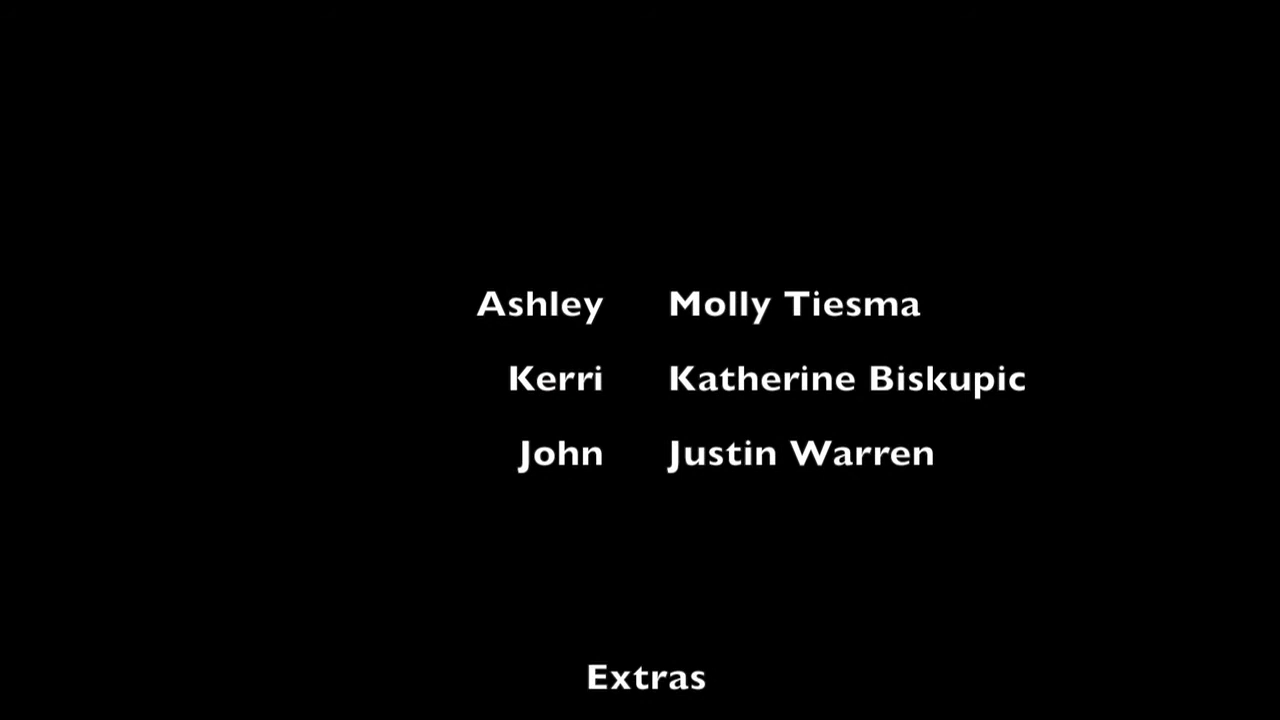 Ashley Molly Tiesma
Kerri Katherine Biskupic
John Justin Warren
Extras